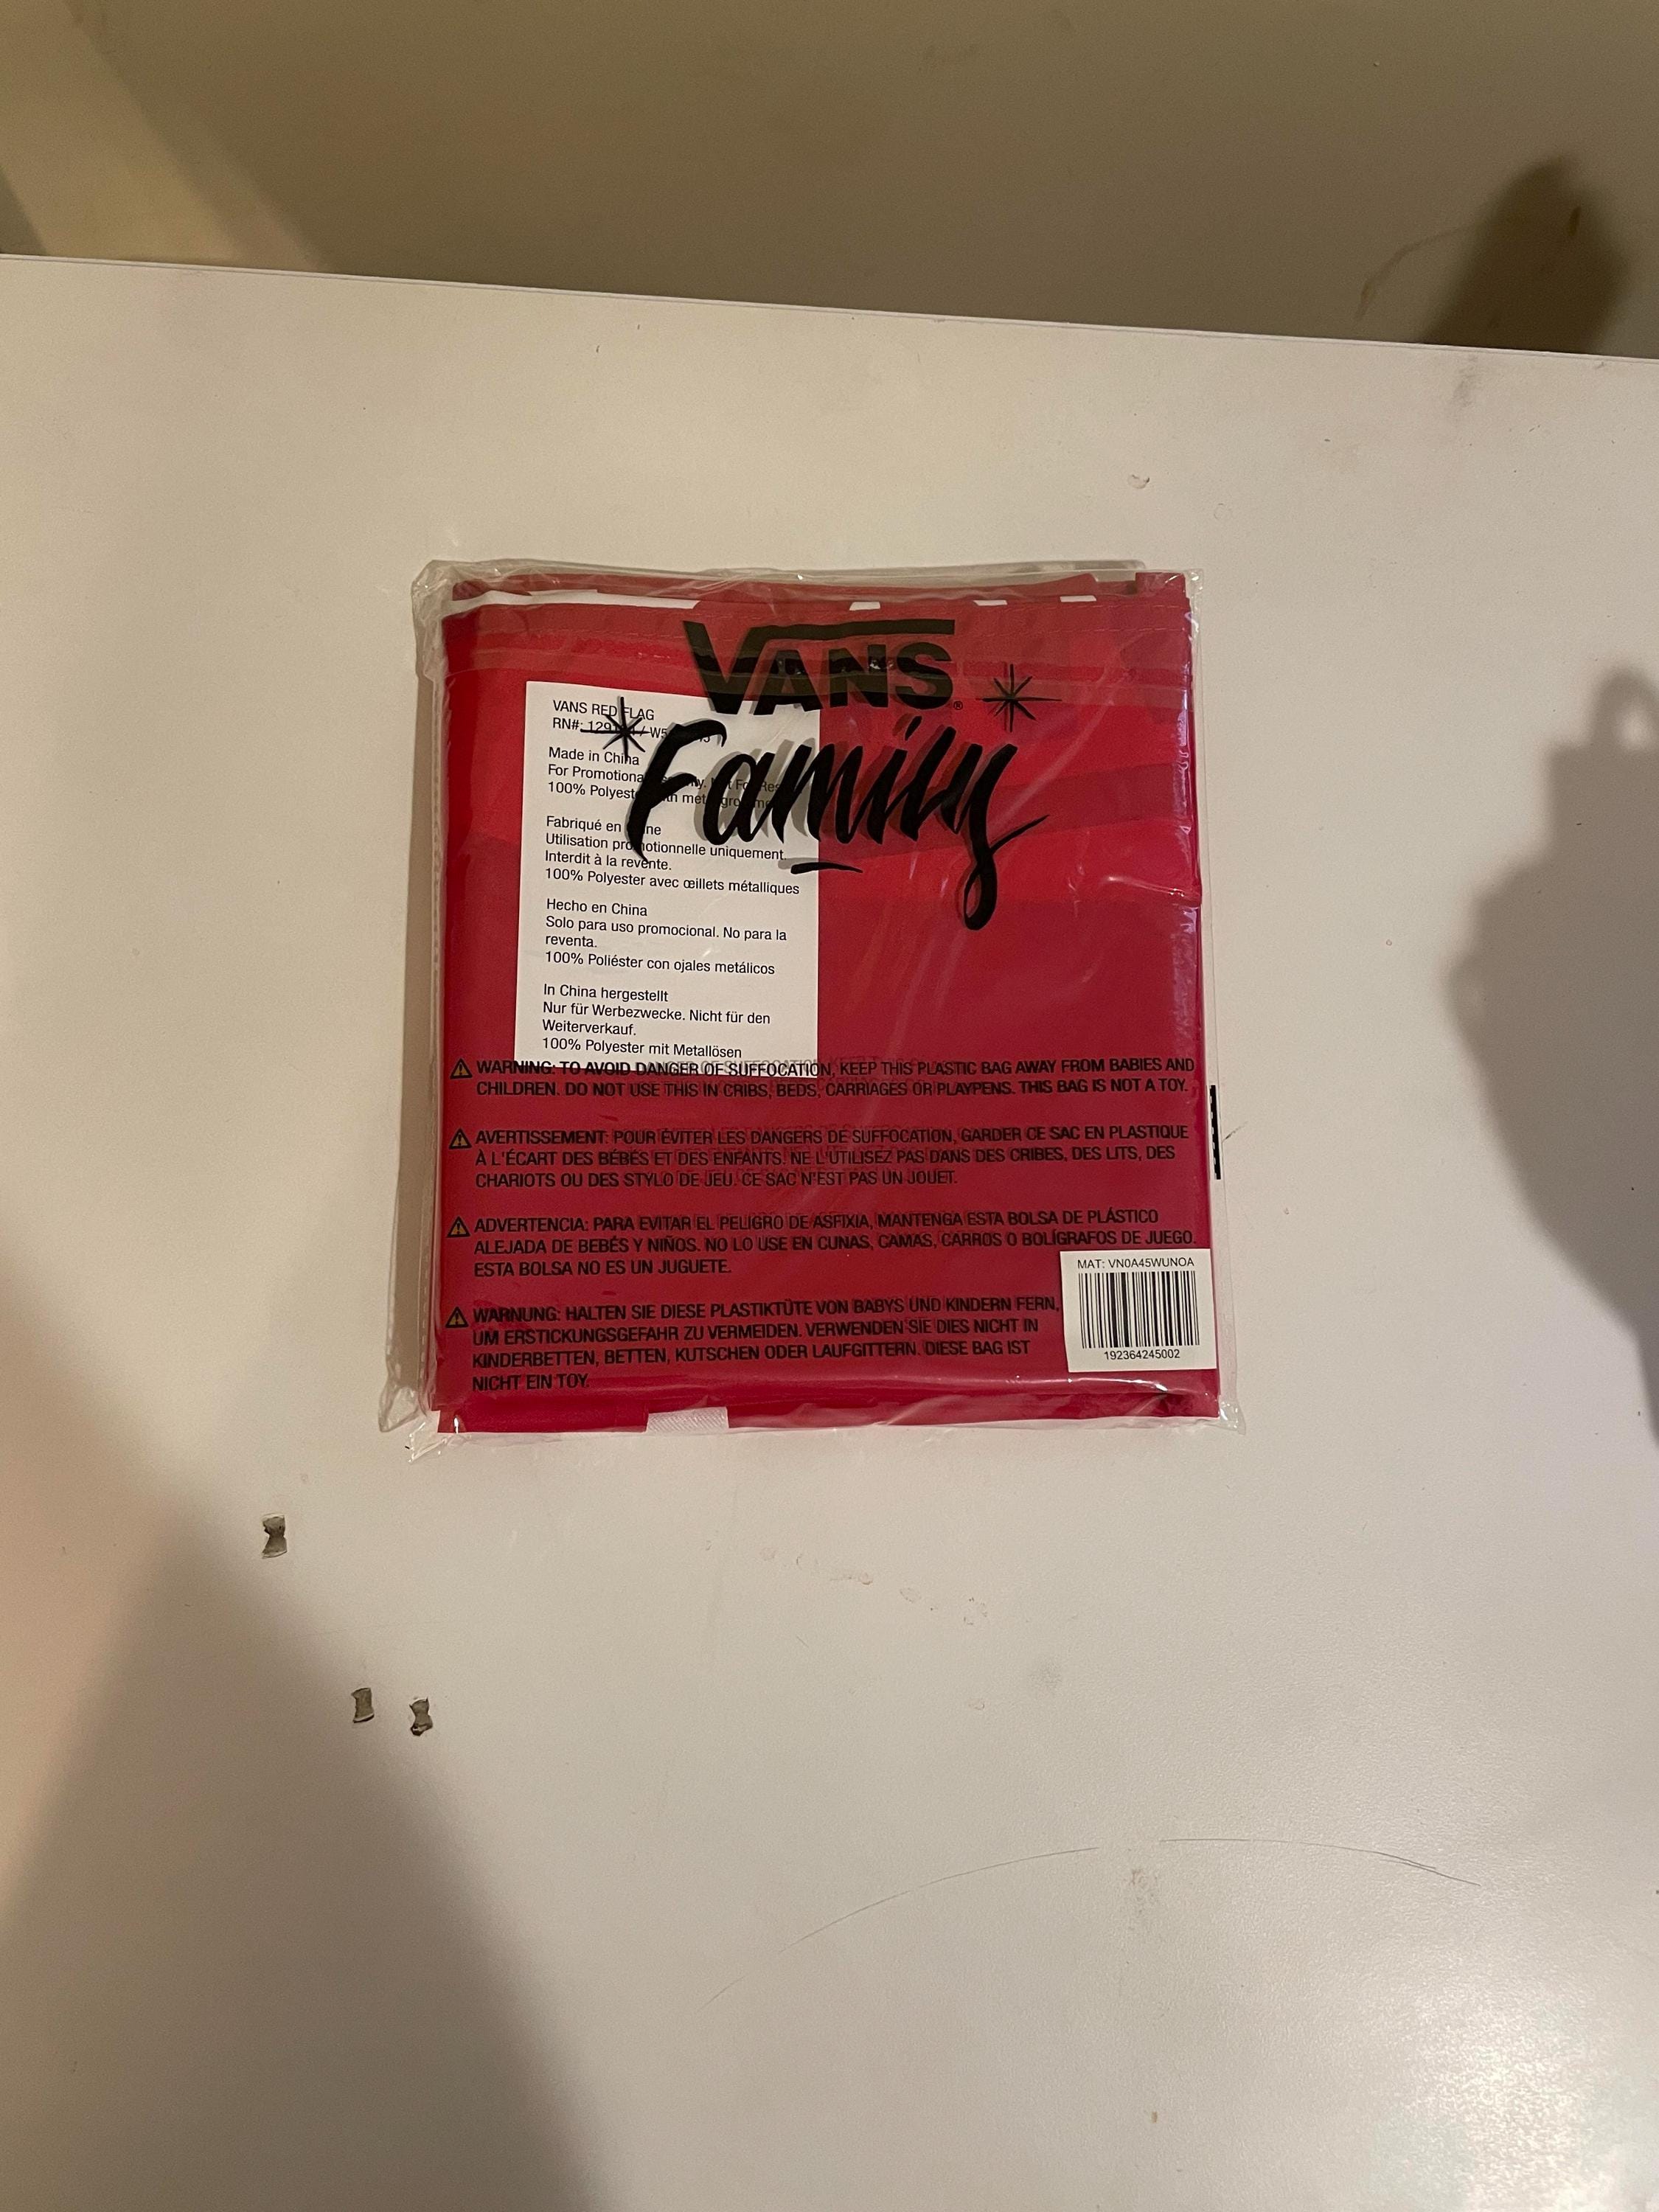 VANS
Family
VANS RED FLAG
RN#:
Made in China
For Promotional
100% Polyester
Fabriqué en Chine
Utilisation promotionnelle uniquement.
Interdit à la revente.
100% Polyester avec œillets métalliques
Hecho en China
Solo para uso promocional. No para la
reventa.
100% Poliéster con ojales metálicos
In China hergestellt
Nur für Werbezwecke. Nicht für den
Weiterverkauf.
100% Polyester mit Metallösen
WARNING: TO AVOID DANGER OF SUFFOCATION, KEEP THIS PLASTIC BAG AWAY FROM BABIES AND
CHILDREN. DO NOT USE THIS IN CRIBS, BEDS, CARRIAGES OR PLAYPENS. THIS BAG IS NOT A TOY.
AVERTISSEMENT: POUR ÉVITER LES DANGERS DE SUFFOCATION, GARDER CE SAC EN PLASTIQUE
À L'ÉCART DES BÉBÉS ET DES ENFANTS. NE L'UTILISEZ PAS DANS DES CRIBES, DES LITS, DES
CHARIOTS OU DES STYLO DE JEU. CE SAC N'EST PAS UN JOUET.
ADVERTENCIA: PARA EVITAR EL PELIGRO DE ASFIXIA, MANTENGA ESTA BOLSA DE PLÁSTICO
ALEJADA DE BEBÉS Y NIÑOS. NO LO USE EN CUNAS, CAMAS, CARROS O BOLÍGRAFOS DE JUEGO.
ESTA BOLSA NO ES UN JUGUETE.
WARNUNG: HALTEN SIE DIESE PLASTIKTÜTE VON BABYS UND KINDERN FERN,
UM ERSTICKUNGSGEFAHR ZU VERMEIDEN. VERWENDEN SIE DIES NICHT IN
KINDERBETTEN, BETTEN, KUTSCHEN ODER LAUFGITTERN. DIESE BAG IST
NICHT EIN TOY.
MAT: VN0A45WUNOA
192364245002